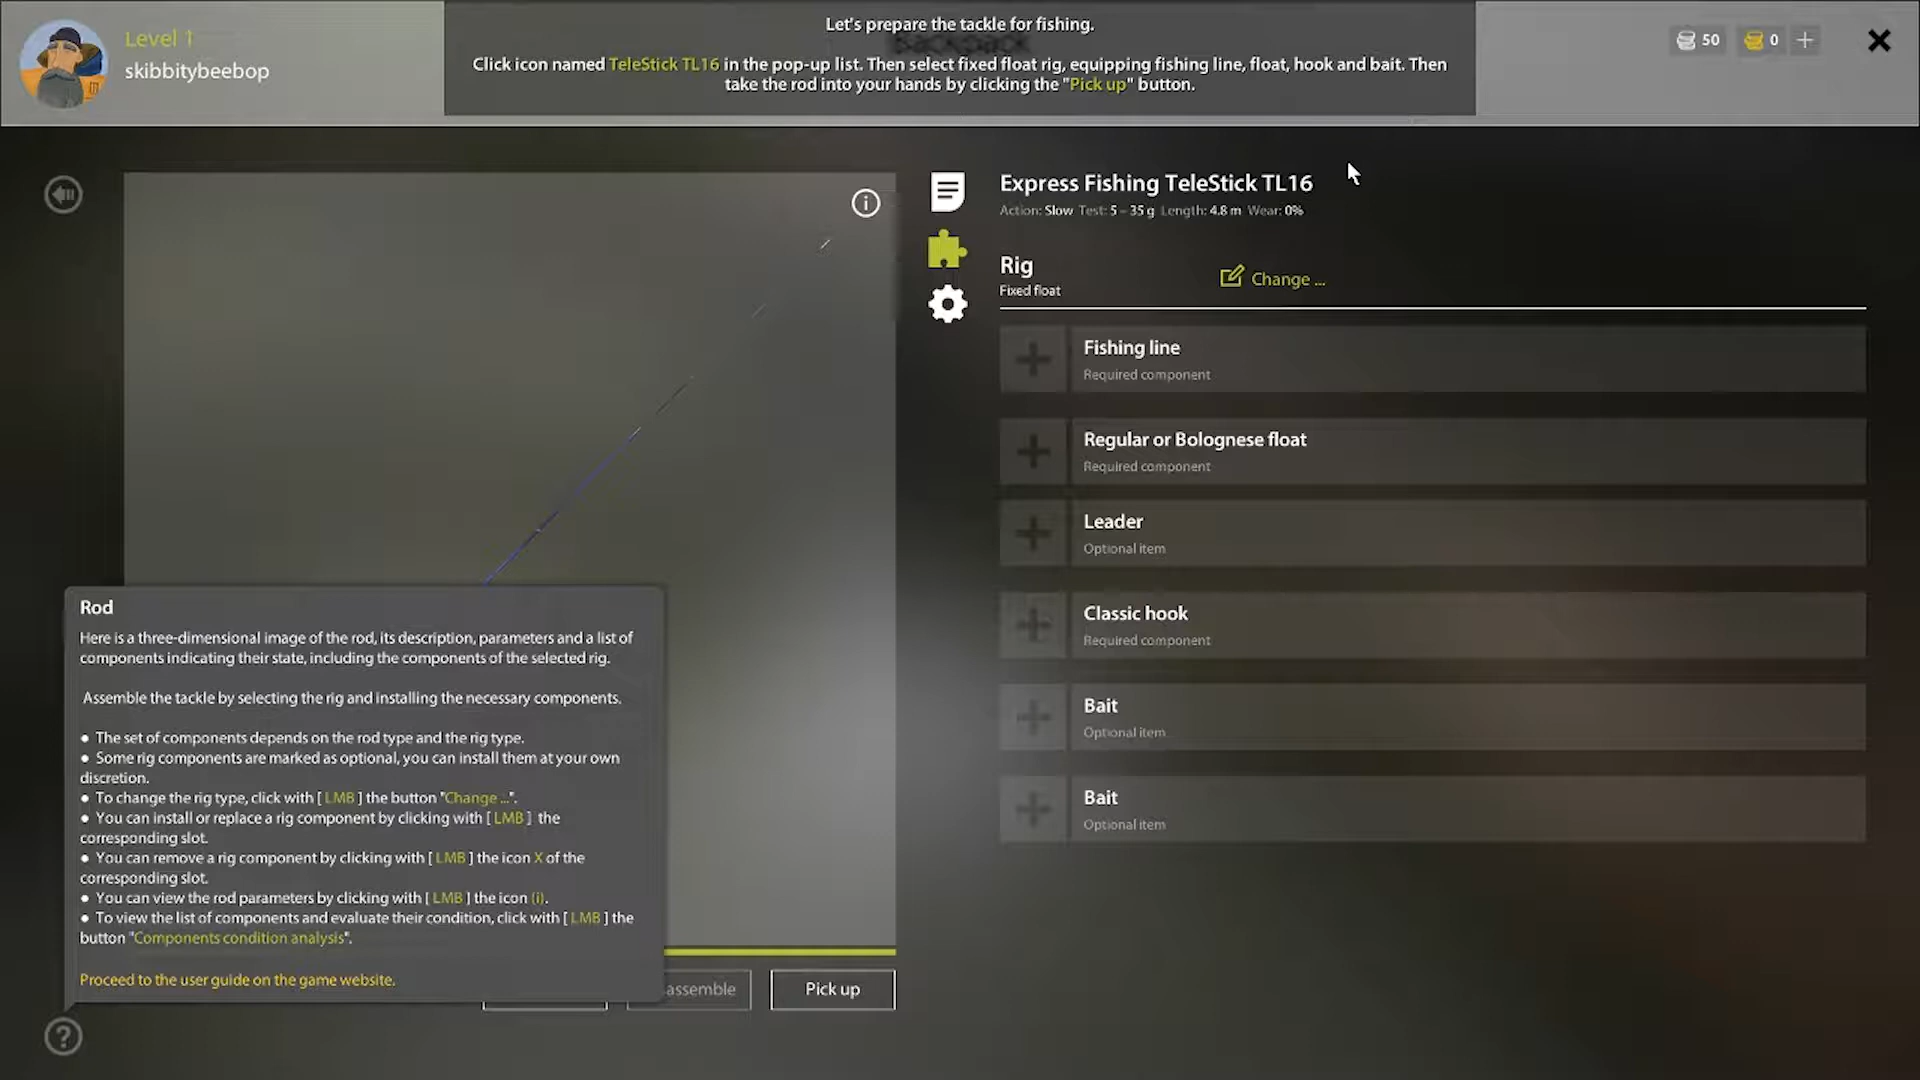 Level 1
skibbitybeebop
Let's prepare the tackle for fishing.
Backpack
Click icon named TeleStick TL16 in the pop-up list. Then select fixed float rig, equipping fishing line, float, hook and bait. Then
take the rod into your hands by clicking the "Pick up" button.
50
0
Express Fishing TeleStick TL16
Action: Slow Test: 5 – 35 g Length: 4.8 m Wear: 0%
Rig
Fixed float
Change ...
Fishing line
Required component
Regular or Bolognese float
Required component
Leader
Optional item
Classic hook
Required component
Bait
Optional item
Bait
Optional item
Rod
Here is a three-dimensional image of the rod, its description, parameters and a list of
components indicating their state, including the components of the selected rig.
Assemble the tackle by selecting the rig and installing the necessary components.
● The set of components depends on the rod type and the rig type.
● Some rig components are marked as optional, you can install them at your own
discretion.
● To change the rig type, click with [ LMB ] the button "Change ...".
● You can install or replace a rig component by clicking with [ LMB ] the
corresponding slot.
● You can remove a rig component by clicking with [ LMB ] the icon X of the
corresponding slot.
● You can view the rod parameters by clicking with [ LMB ] the icon (i).
● To view the list of components and evaluate their condition, click with [ LMB ] the
button "Components condition analysis".
Proceed to the user guide on the game website.
assemble
Pick up